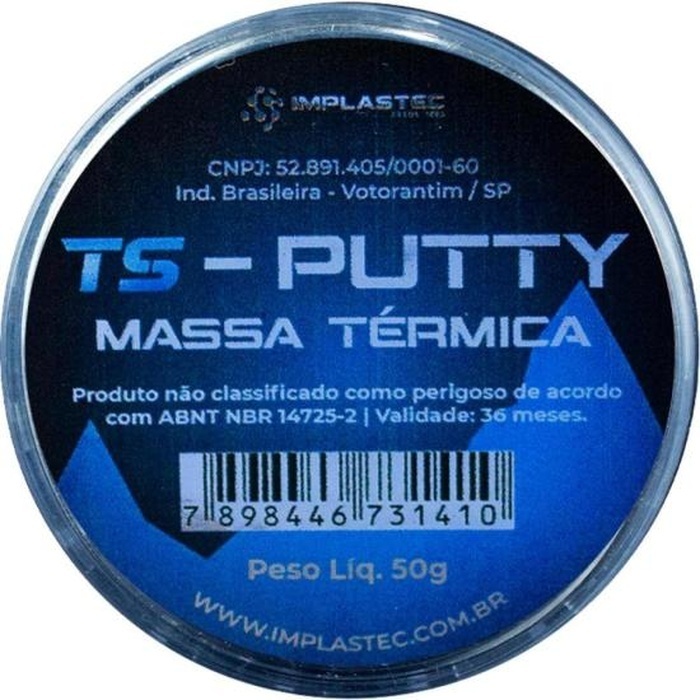 IMPLASTEC
CNPJ: 52.891.405/0001-60
Ind. Brasileira - Votorantim / SP
TS - PUTTY
MASSA TÉRMICA
Produto não classificado como perigoso de acordo
com ABNT NBR 14725-2 | Validade: 36 meses.
7 898446 731410
Peso Líq. 50g
WWW.IMPLASTEC.COM.BR